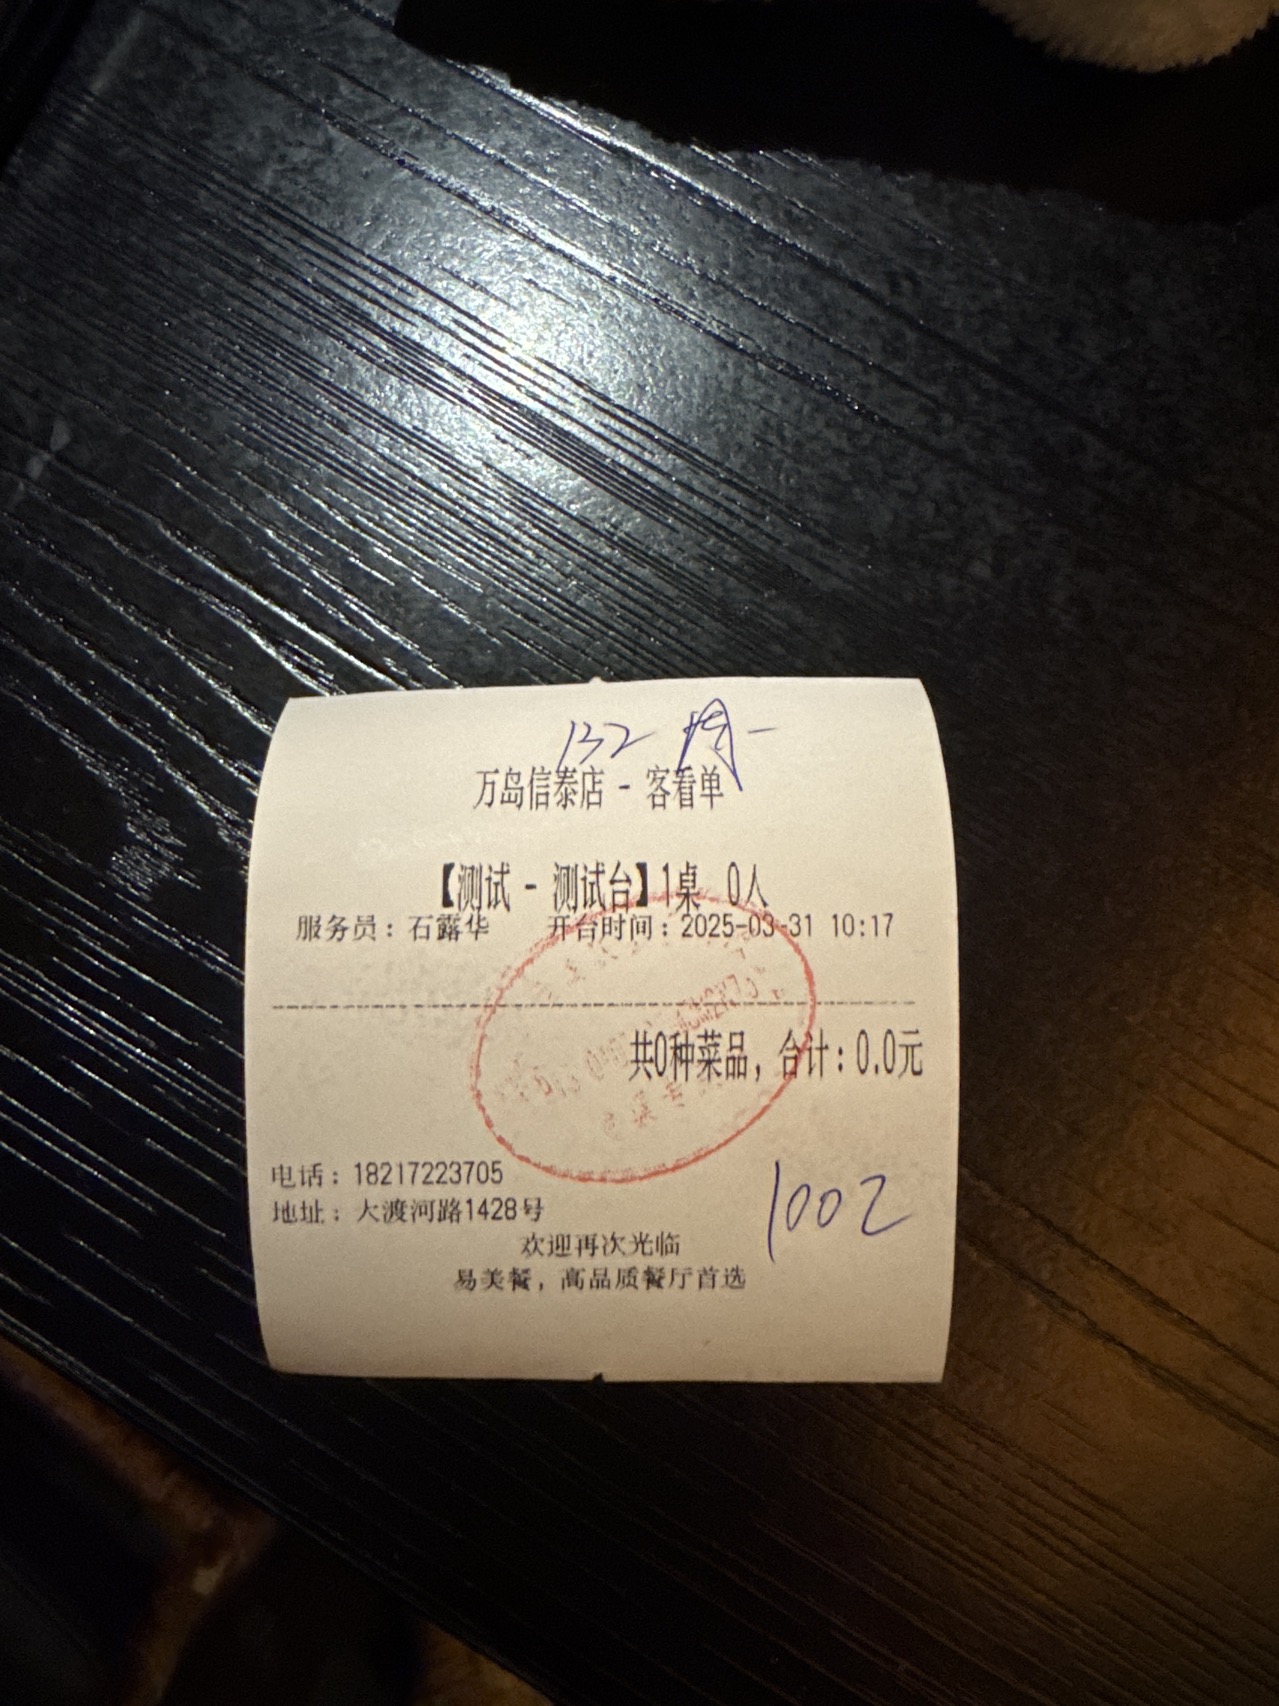 132 周一
万岛信泰店 - 客看单
【测试 - 测试台】1桌 0人
服务员：石露华 开台时间：2025-03-31 10:17
共0种菜品，合计：0.0元
电话：18217223705
地址：大渡河路1428号
1002
欢迎再次光临
易美餐，高品质餐厅首选